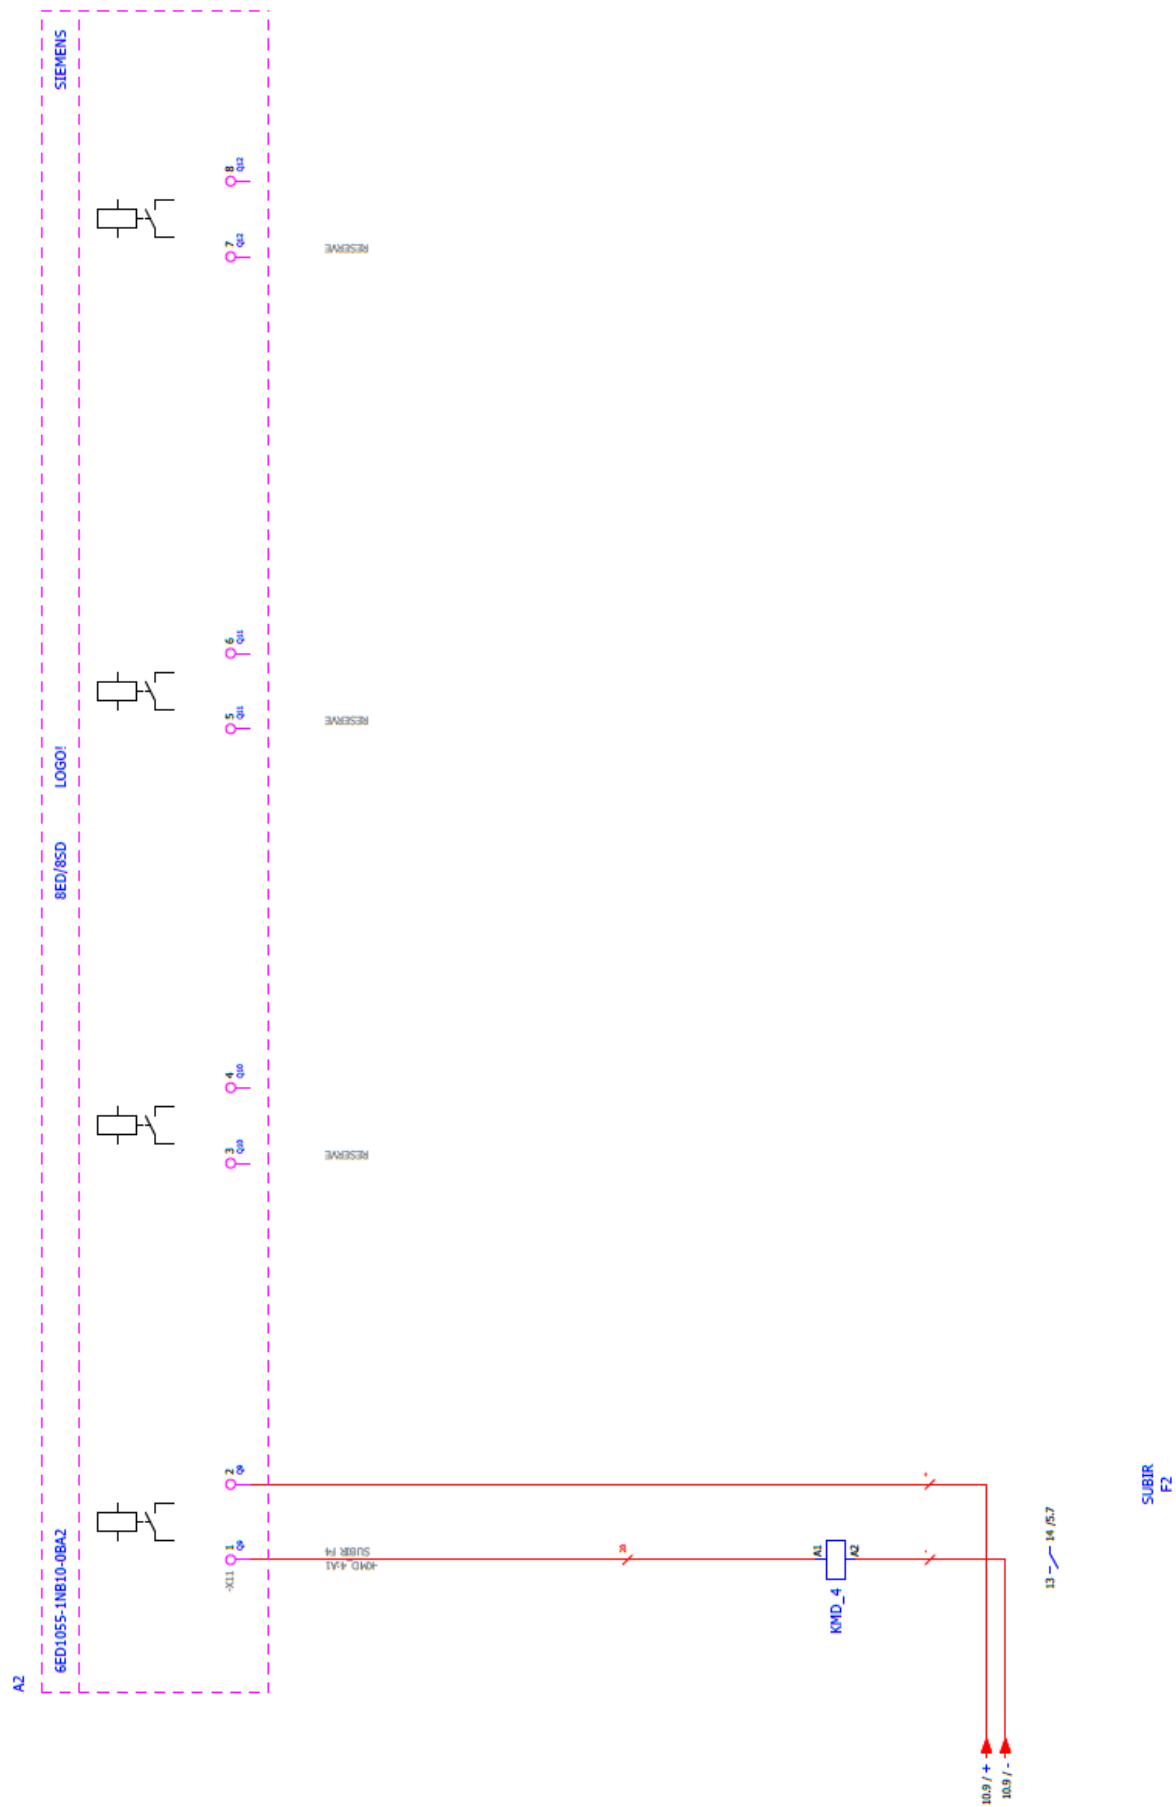 A2
6ED1055-1NB10-0BA2
8ED/8SD
LOGO!
SIEMENS
-X11
1
Q9
2
Q9
3
Q10
4
Q10
5
Q11
6
Q11
7
Q12
8
Q12
-KMD_4:A1
SUBIR F4
RESERVE
RESERVE
RESERVE
A1
A2
KMD_4
+
-
10.9 / +
10.9 / -
13
14 /5.7
SUBIR
F2